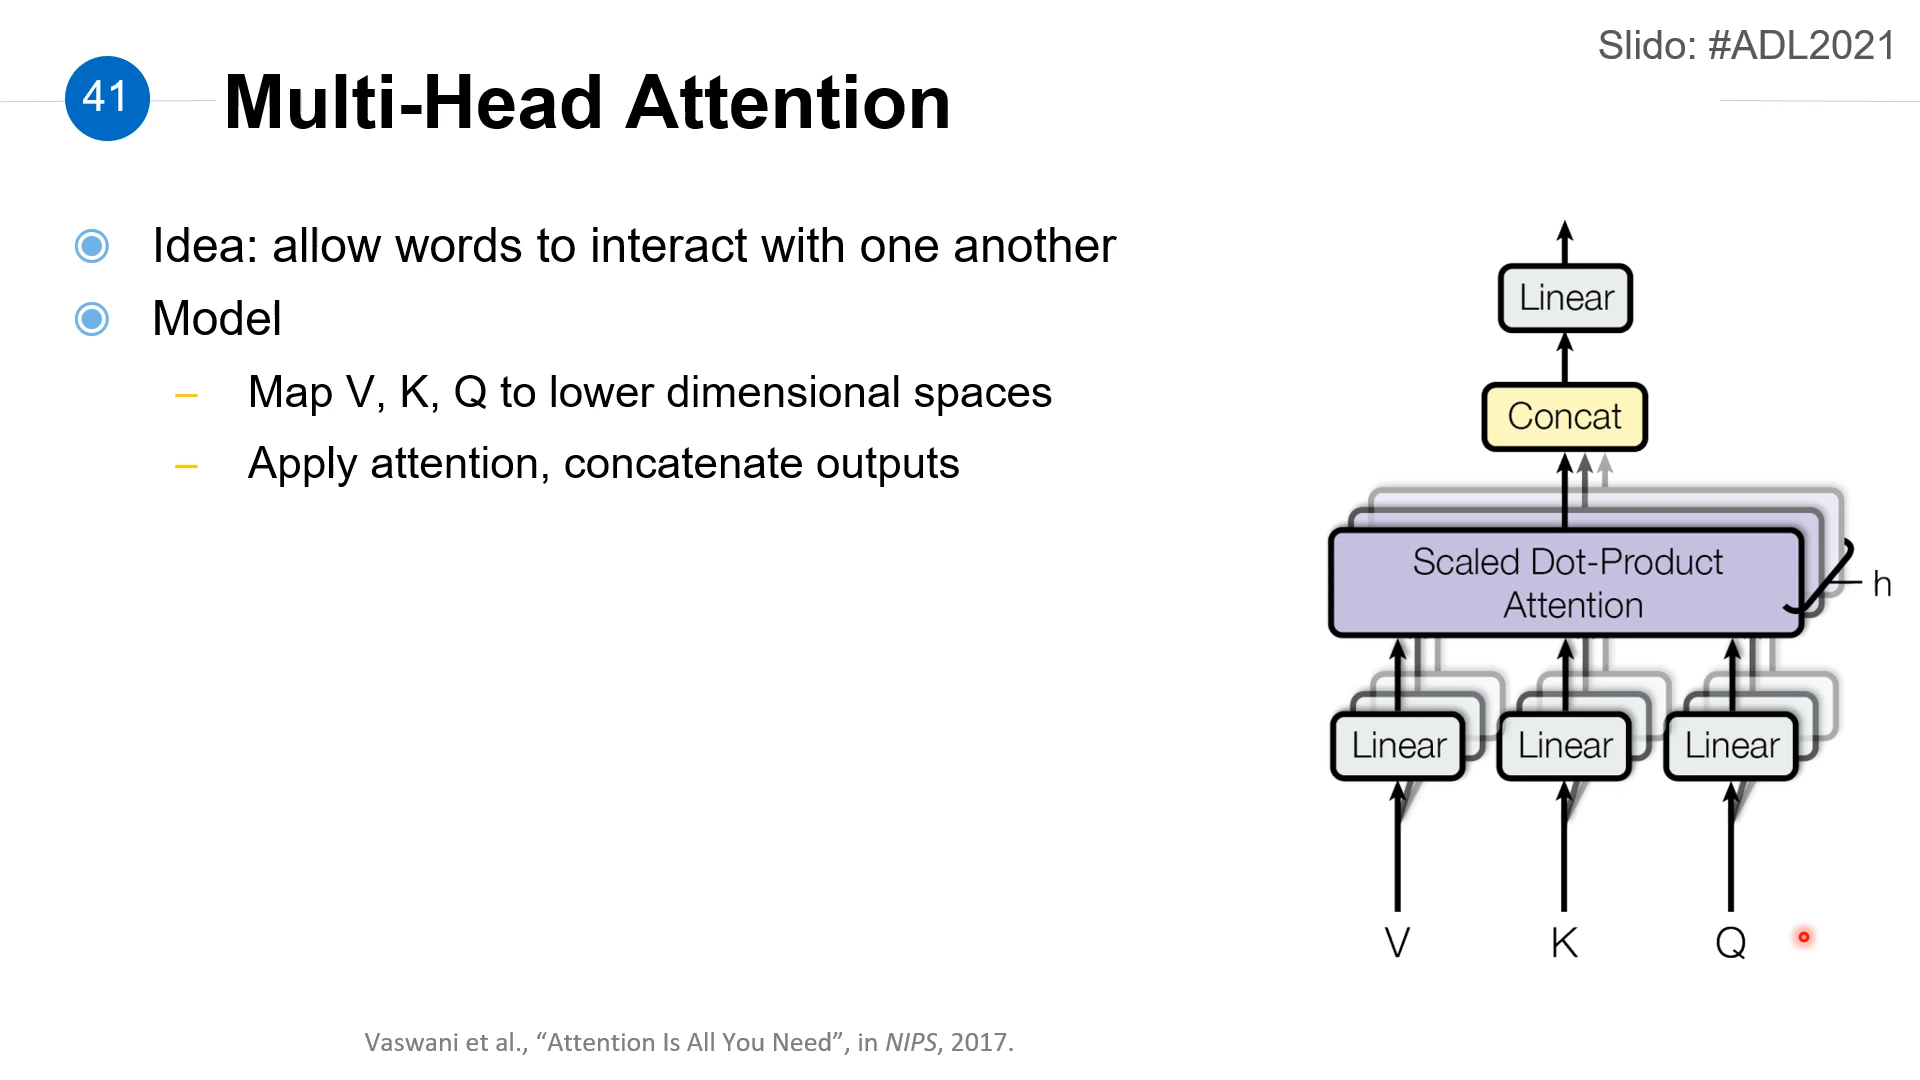 Slido: #ADL2021
41
Multi-Head Attention
Idea: allow words to interact with one another
Model
– Map V, K, Q to lower dimensional spaces
– Apply attention, concatenate outputs
Linear
Concat
Scaled Dot-Product
Attention
h
Linear Linear Linear
V K Q
Vaswani et al., “Attention Is All You Need”, in NIPS, 2017.